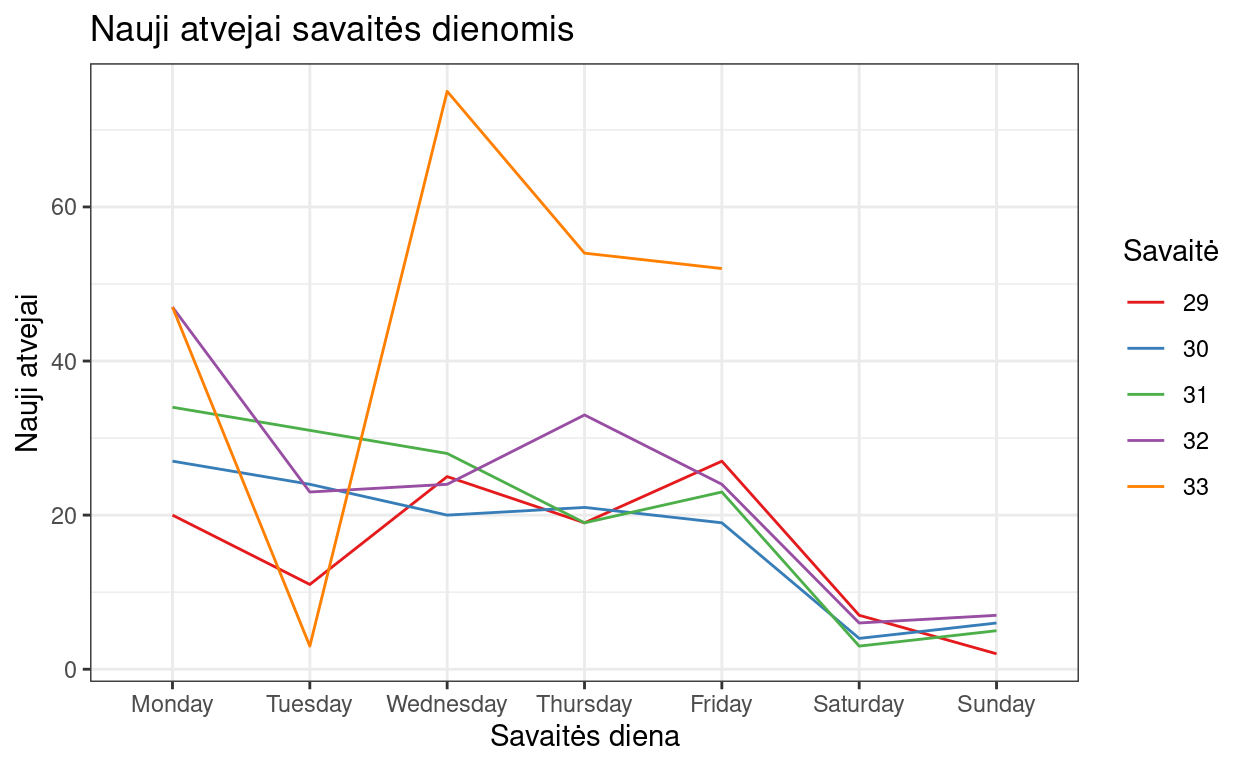 Nauji atvejai savaitės dienomis
Nauji atvejai
60
40
20
0
Monday Tuesday Wednesday Thursday Friday Saturday Sunday
Savaitės diena
Savaitė
29
30
31
32
33